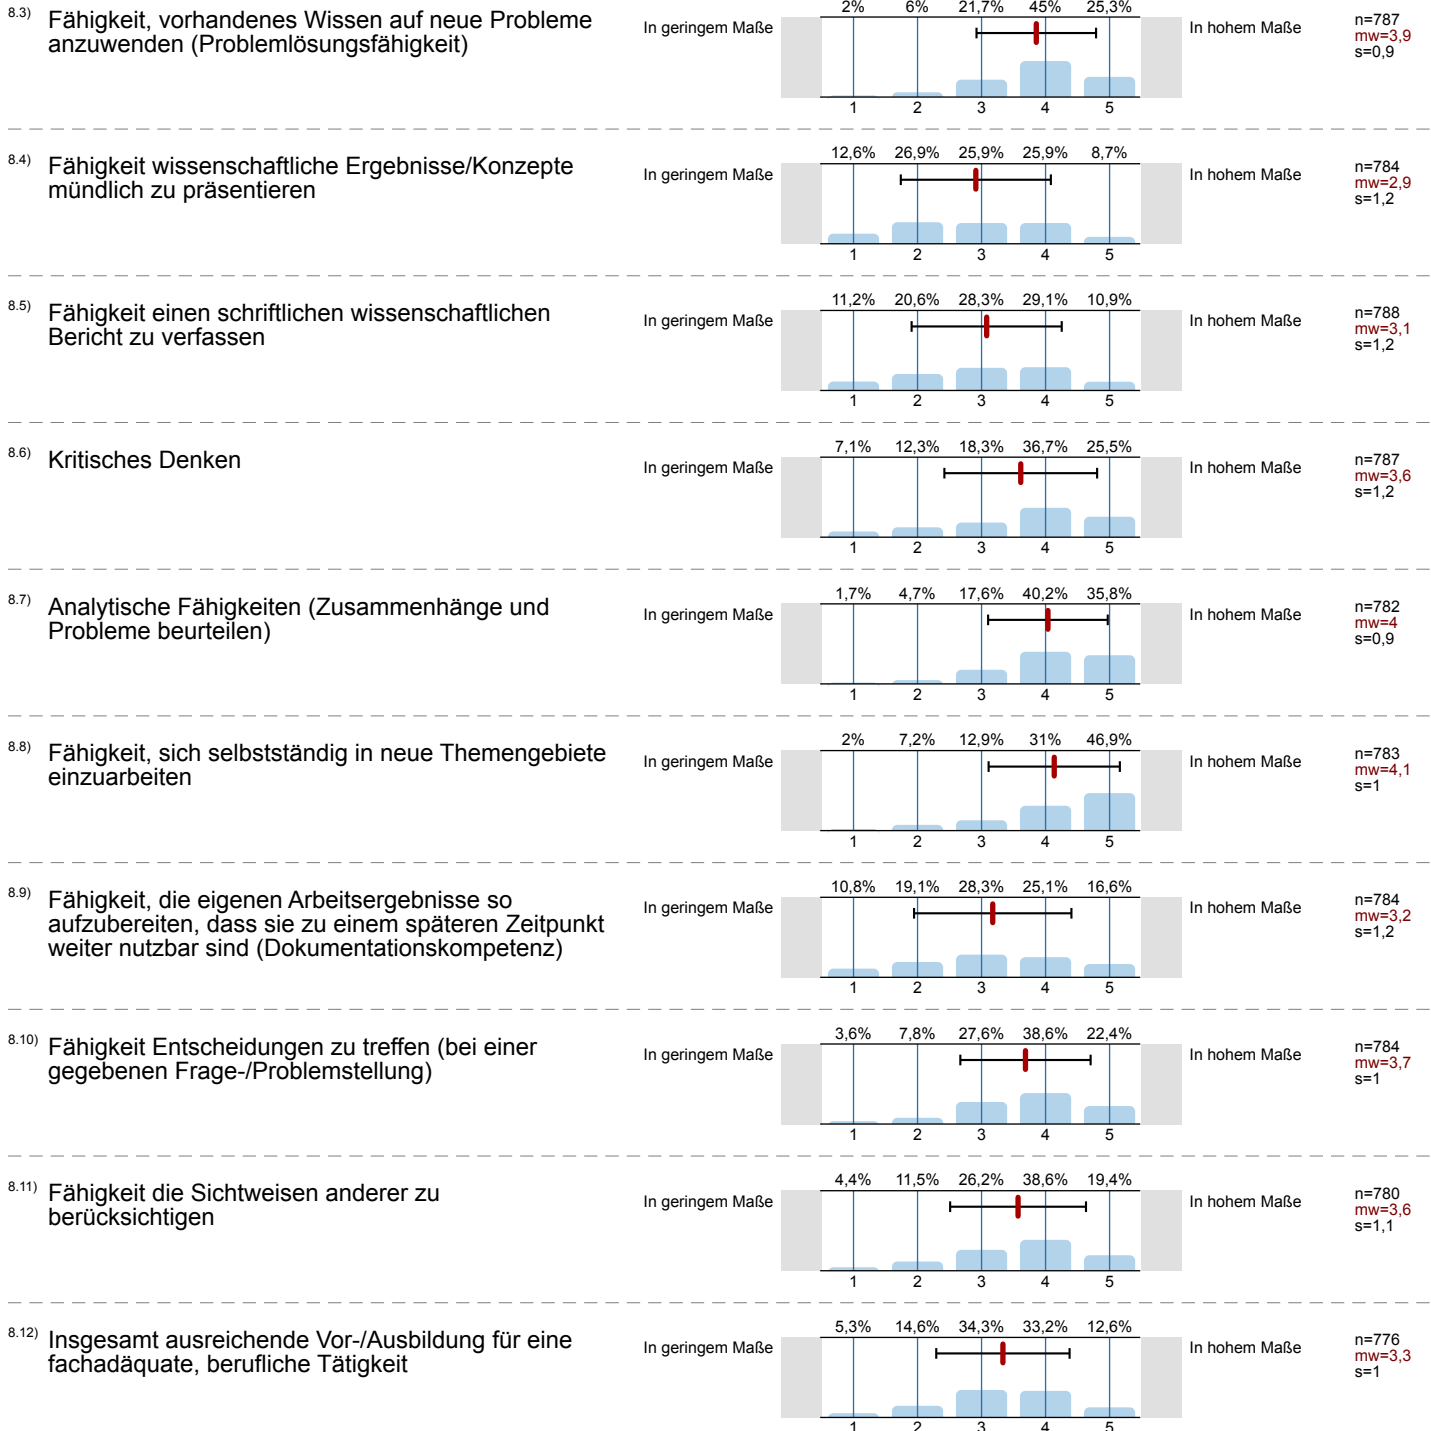 8.3) Fähigkeit, vorhandenes Wissen auf neue Probleme
anzuwenden (Problemlösungsfähigkeit)
In geringem Maße
2% 6% 21,7% 45% 25,3%
1 2 3 4 5
In hohem Maße
n=787
mw=3,9
s=0,9
8.4) Fähigkeit wissenschaftliche Ergebnisse/Konzepte
mündlich zu präsentieren
In geringem Maße
12,6% 26,9% 25,9% 25,9% 8,7%
1 2 3 4 5
In hohem Maße
n=784
mw=2,9
s=1,2
8.5) Fähigkeit einen schriftlichen wissenschaftlichen
Bericht zu verfassen
In geringem Maße
11,2% 20,6% 28,3% 29,1% 10,9%
1 2 3 4 5
In hohem Maße
n=788
mw=3,1
s=1,2
8.6) Kritisches Denken
In geringem Maße
7,1% 12,3% 18,3% 36,7% 25,5%
1 2 3 4 5
In hohem Maße
n=787
mw=3,6
s=1,2
8.7) Analytische Fähigkeiten (Zusammenhänge und
Probleme beurteilen)
In geringem Maße
1,7% 4,7% 17,6% 40,2% 35,8%
1 2 3 4 5
In hohem Maße
n=782
mw=4
s=0,9
8.8) Fähigkeit, sich selbstständig in neue Themengebiete
einzuarbeiten
In geringem Maße
2% 7,2% 12,9% 31% 46,9%
1 2 3 4 5
In hohem Maße
n=783
mw=4,1
s=1
8.9) Fähigkeit, die eigenen Arbeitsergebnisse so
aufzubereiten, dass sie zu einem späteren Zeitpunkt
weiter nutzbar sind (Dokumentationskompetenz)
In geringem Maße
10,8% 19,1% 28,3% 25,1% 16,6%
1 2 3 4 5
In hohem Maße
n=784
mw=3,2
s=1,2
8.10) Fähigkeit Entscheidungen zu treffen (bei einer
gegebenen Frage-/Problemstellung)
In geringem Maße
3,6% 7,8% 27,6% 38,6% 22,4%
1 2 3 4 5
In hohem Maße
n=784
mw=3,7
s=1
8.11) Fähigkeit die Sichtweisen anderer zu
berücksichtigen
In geringem Maße
4,4% 11,5% 26,2% 38,6% 19,4%
1 2 3 4 5
In hohem Maße
n=780
mw=3,6
s=1,1
8.12) Insgesamt ausreichende Vor-/Ausbildung für eine
fachadäquate, berufliche Tätigkeit
In geringem Maße
5,3% 14,6% 34,3% 33,2% 12,6%
1 2 3 4 5
In hohem Maße
n=776
mw=3,3
s=1